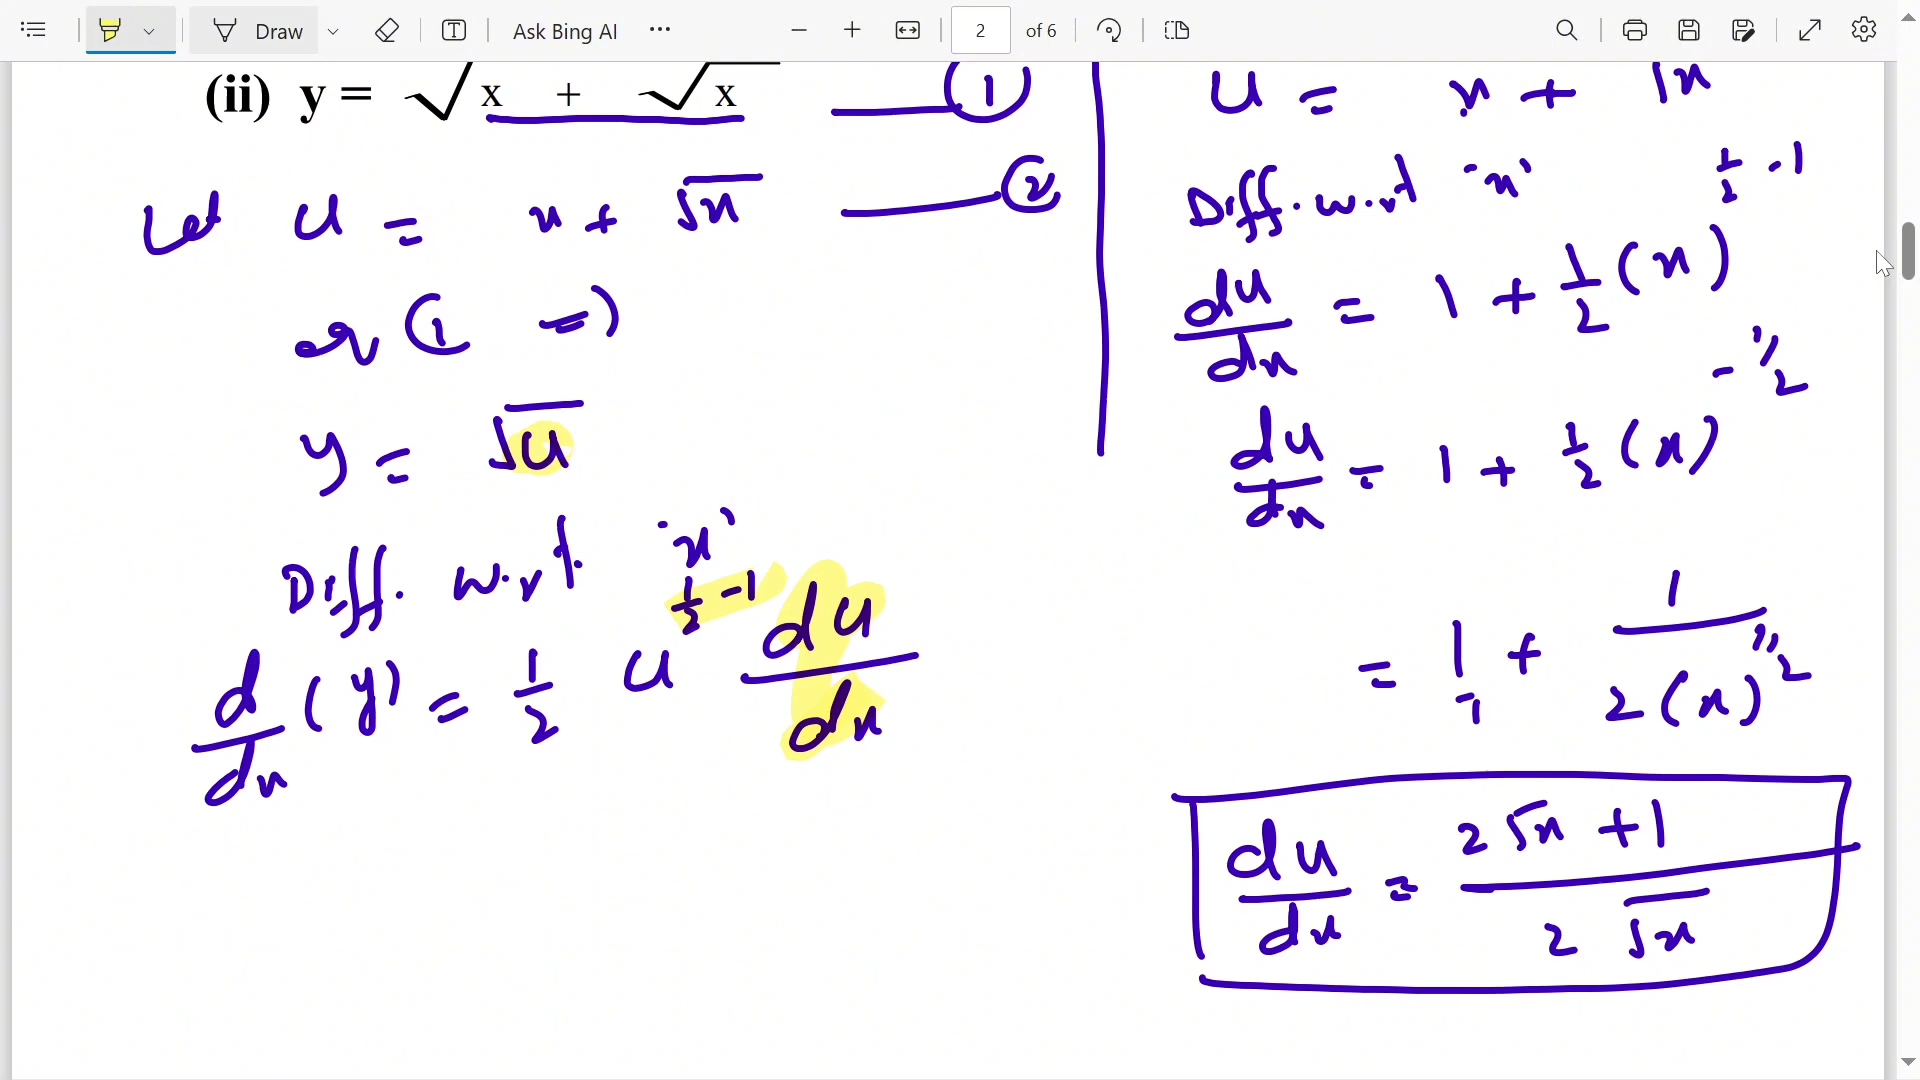 Draw Ask Bing AI ... 2 of 6
(ii) y = √x + √x ——①
Let u = x + √x ——②
① ⇒
y = √u
Diff. w.r.t. 'x'
d/dx (y) = 1/2 u^(1/2 - 1) du/dx
u = x + √x
Diff. w.r.t 'x'
du/dx = 1 + 1/2 (x)^(1/2 - 1)
du/dx = 1 + 1/2 (x)^(-1/2)
= 1/1 + 1/(2(x)^(1/2))
du/dx = (2√x + 1)/(2√x)